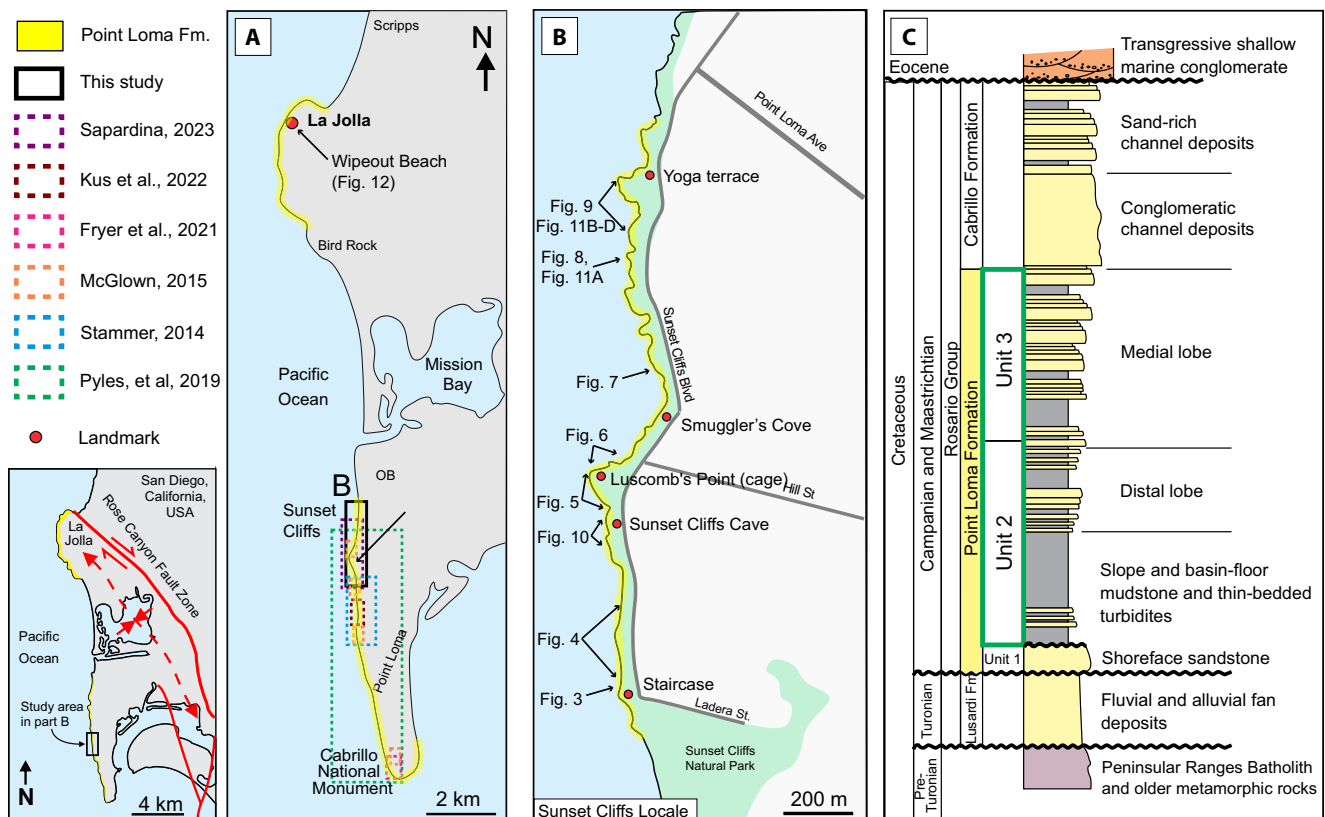 Point Loma Fm.
This study
Sapardina, 2023
Kus et al., 2022
Fryer et al., 2021
McGlown, 2015
Stammer, 2014
Pyles, et al, 2019
Landmark
San Diego,
California,
USA
La
Jolla
Rose Canyon Fault Zone
Pacific
Ocean
Study area
in part B
N
4 km
A
Scripps
N
La Jolla
Wipeout Beach
(Fig. 12)
Bird Rock
Mission
Bay
Pacific
Ocean
OB
B
Sunset
Cliffs
Point Loma
Cabrillo
National
Monument
2 km
B
Point Loma Ave
Yoga terrace
Fig. 9
Fig. 11B-D
Fig. 8,
Fig. 11A
Sunset Cliffs Blvd
Fig. 7
Smuggler's Cove
Fig. 6
Luscomb's Point (cage)
Hill St
Fig. 5
Sunset Cliffs Cave
Fig. 10
Fig. 4
Staircase
Fig. 3
Ladera St.
Sunset Cliffs
Natural Park
Sunset Cliffs Locale
200 m
C
Eocene
Transgressive shallow
marine conglomerate
Cretaceous
Campanian and Maastrichtian
Rosario Group
Cabrillo Formation
Sand-rich
channel deposits
Conglomeratic
channel deposits
Point Loma Formation
Unit 3
Medial lobe
Unit 2
Distal lobe
Slope and basin-floor
mudstone and thin-bedded
turbidites
Unit 1
Shoreface sandstone
Turonian
Lusardi Fm
Fluvial and alluvial fan
deposits
Pre-
Turonian
Peninsular Ranges Batholith
and older metamorphic rocks